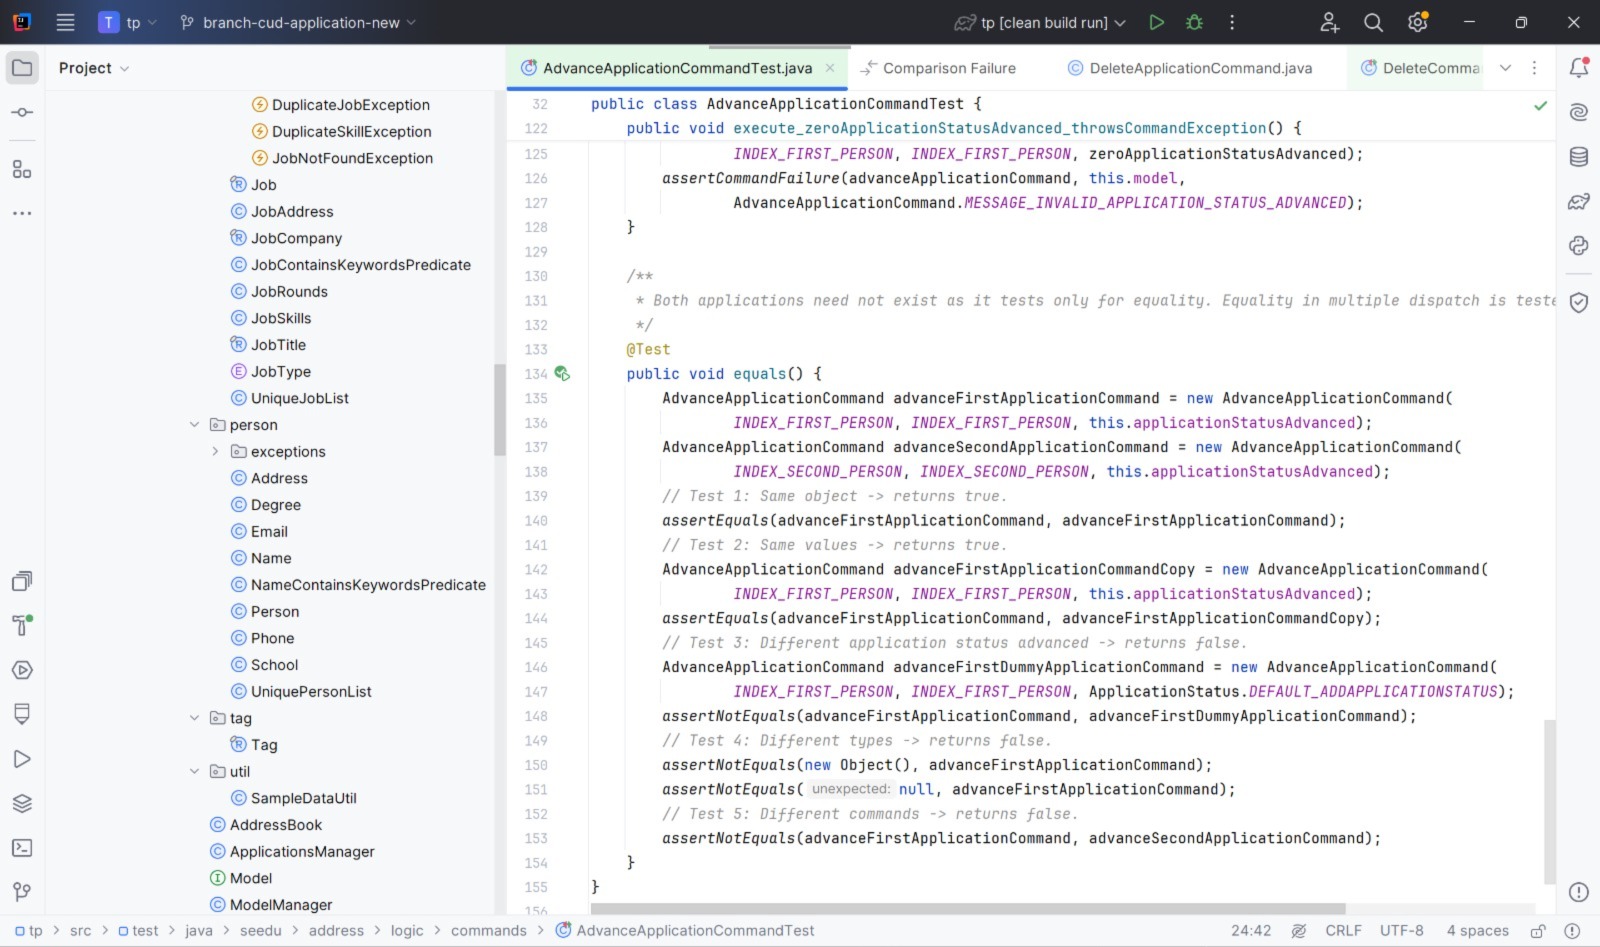 T tp branch-cud-application-new tp [clean build run]
Project
DuplicateJobException
DuplicateSkillException
JobNotFoundException
Job
JobAddress
JobCompany
JobContainsKeywordsPredicate
JobRounds
JobSkills
JobTitle
JobType
UniqueJobList
person
exceptions
Address
Degree
Email
Name
NameContainsKeywordsPredicate
Person
Phone
School
UniquePersonList
tag
Tag
util
SampleDataUtil
AddressBook
ApplicationsManager
Model
ModelManager
AdvanceApplicationCommandTest.java Comparison Failure DeleteApplicationCommand.java DeleteComma
32 public class AdvanceApplicationCommandTest {
122 public void execute_zeroApplicationStatusAdvanced_throwsCommandException() {
125 INDEX_FIRST_PERSON, INDEX_FIRST_PERSON, zeroApplicationStatusAdvanced);
126 assertCommandFailure(advanceApplicationCommand, this.model,
127 AdvanceApplicationCommand.MESSAGE_INVALID_APPLICATION_STATUS_ADVANCED);
128 }
129
130 /**
131 * Both applications need not exist as it tests only for equality. Equality in multiple dispatch is teste
132 */
133 @Test
134 public void equals() {
135 AdvanceApplicationCommand advanceFirstApplicationCommand = new AdvanceApplicationCommand(
136 INDEX_FIRST_PERSON, INDEX_FIRST_PERSON, this.applicationStatusAdvanced);
137 AdvanceApplicationCommand advanceSecondApplicationCommand = new AdvanceApplicationCommand(
138 INDEX_SECOND_PERSON, INDEX_SECOND_PERSON, this.applicationStatusAdvanced);
139 // Test 1: Same object -> returns true.
140 assertEquals(advanceFirstApplicationCommand, advanceFirstApplicationCommand);
141 // Test 2: Same values -> returns true.
142 AdvanceApplicationCommand advanceFirstApplicationCommandCopy = new AdvanceApplicationCommand(
143 INDEX_FIRST_PERSON, INDEX_FIRST_PERSON, this.applicationStatusAdvanced);
144 assertEquals(advanceFirstApplicationCommand, advanceFirstApplicationCommandCopy);
145 // Test 3: Different application status advanced -> returns false.
146 AdvanceApplicationCommand advanceFirstDummyApplicationCommand = new AdvanceApplicationCommand(
147 INDEX_FIRST_PERSON, INDEX_FIRST_PERSON, ApplicationStatus.DEFAULT_ADDAPPLICATIONSTATUS);
148 assertNotEquals(advanceFirstApplicationCommand, advanceFirstDummyApplicationCommand);
149 // Test 4: Different types -> returns false.
150 assertNotEquals(new Object(), advanceFirstApplicationCommand);
151 assertNotEquals( unexpected: null, advanceFirstApplicationCommand);
152 // Test 5: Different commands -> returns false.
153 assertNotEquals(advanceFirstApplicationCommand, advanceSecondApplicationCommand);
154 }
155 }
156
tp > src > test > java > seedu > address > logic > commands > AdvanceApplicationCommandTest 24:42 CRLF UTF-8 4 spaces